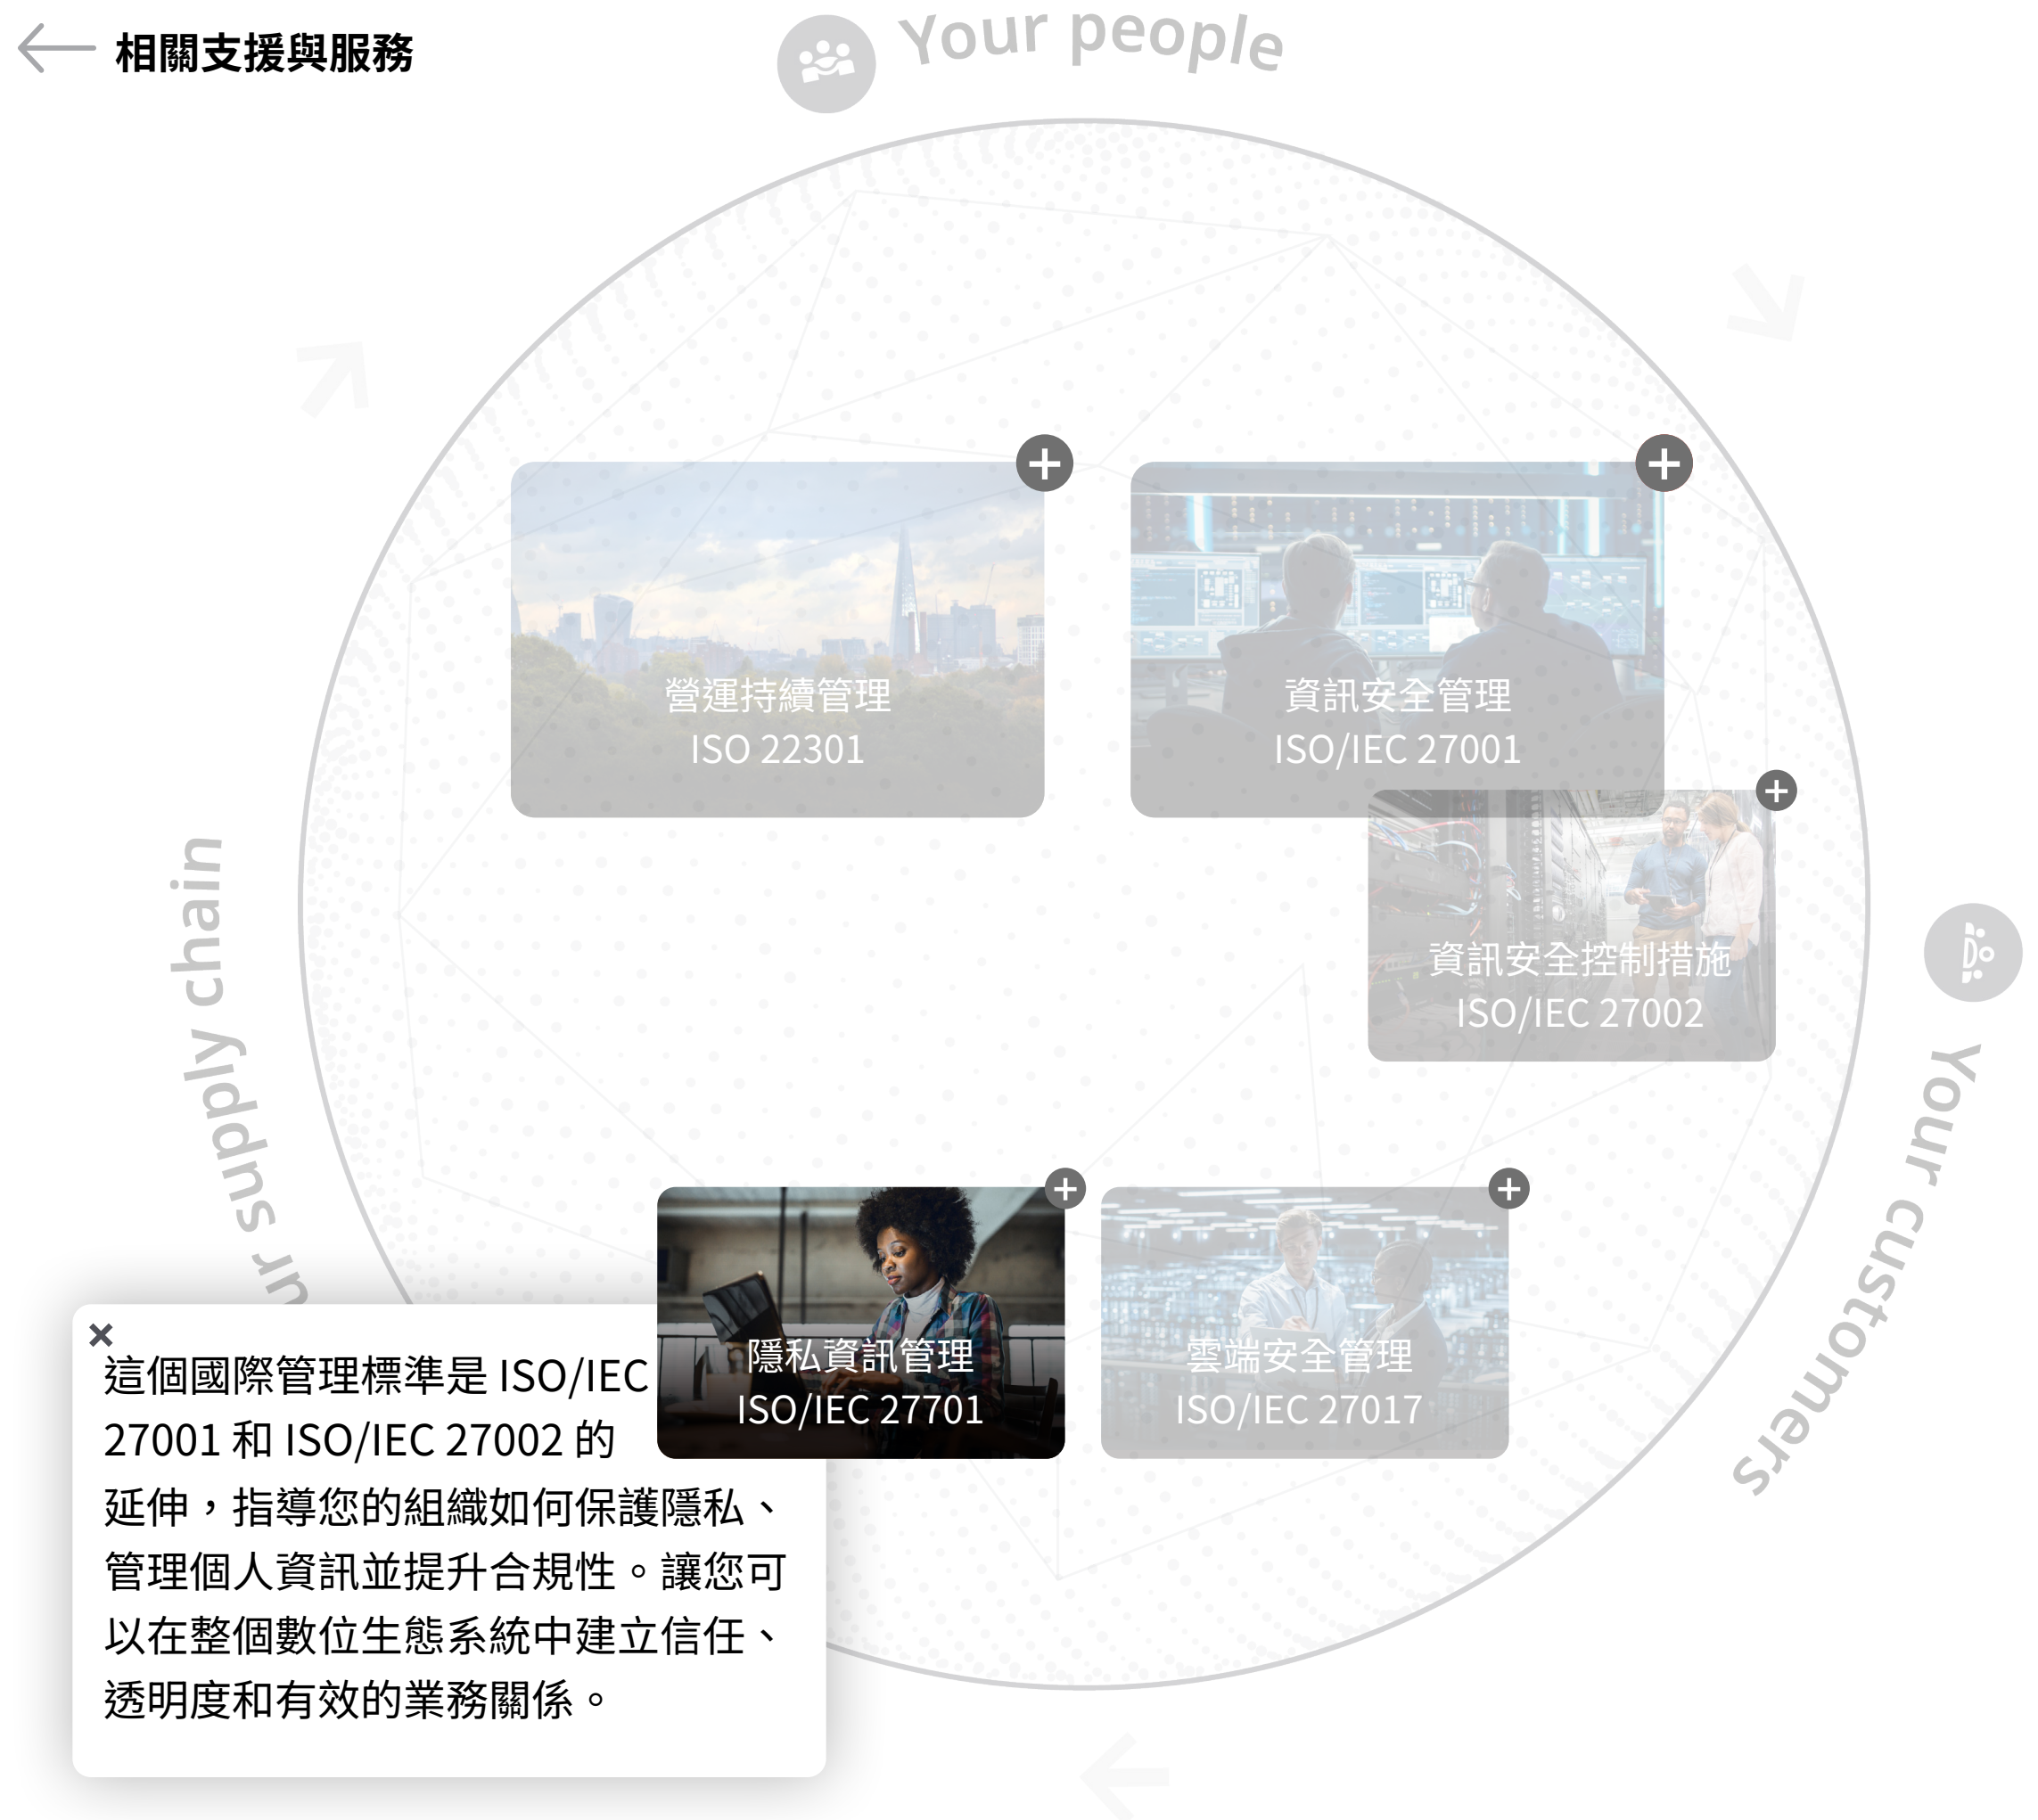 相關支援與服務
Your people
營運持續管理
ISO 22301
資訊安全管理
ISO/IEC 27001
資訊安全控制措施
ISO/IEC 27002
Your customers
隱私資訊管理
ISO/IEC 27701
雲端安全管理
ISO/IEC 27017
supply chain
這個國際管理標準是 ISO/IEC
27001 和 ISO/IEC 27002 的
延伸，指導您的組織如何保護隱私、
管理個人資訊並提升合規性。讓您可
以在整個數位生態系統中建立信任、
透明度和有效的業務關係。